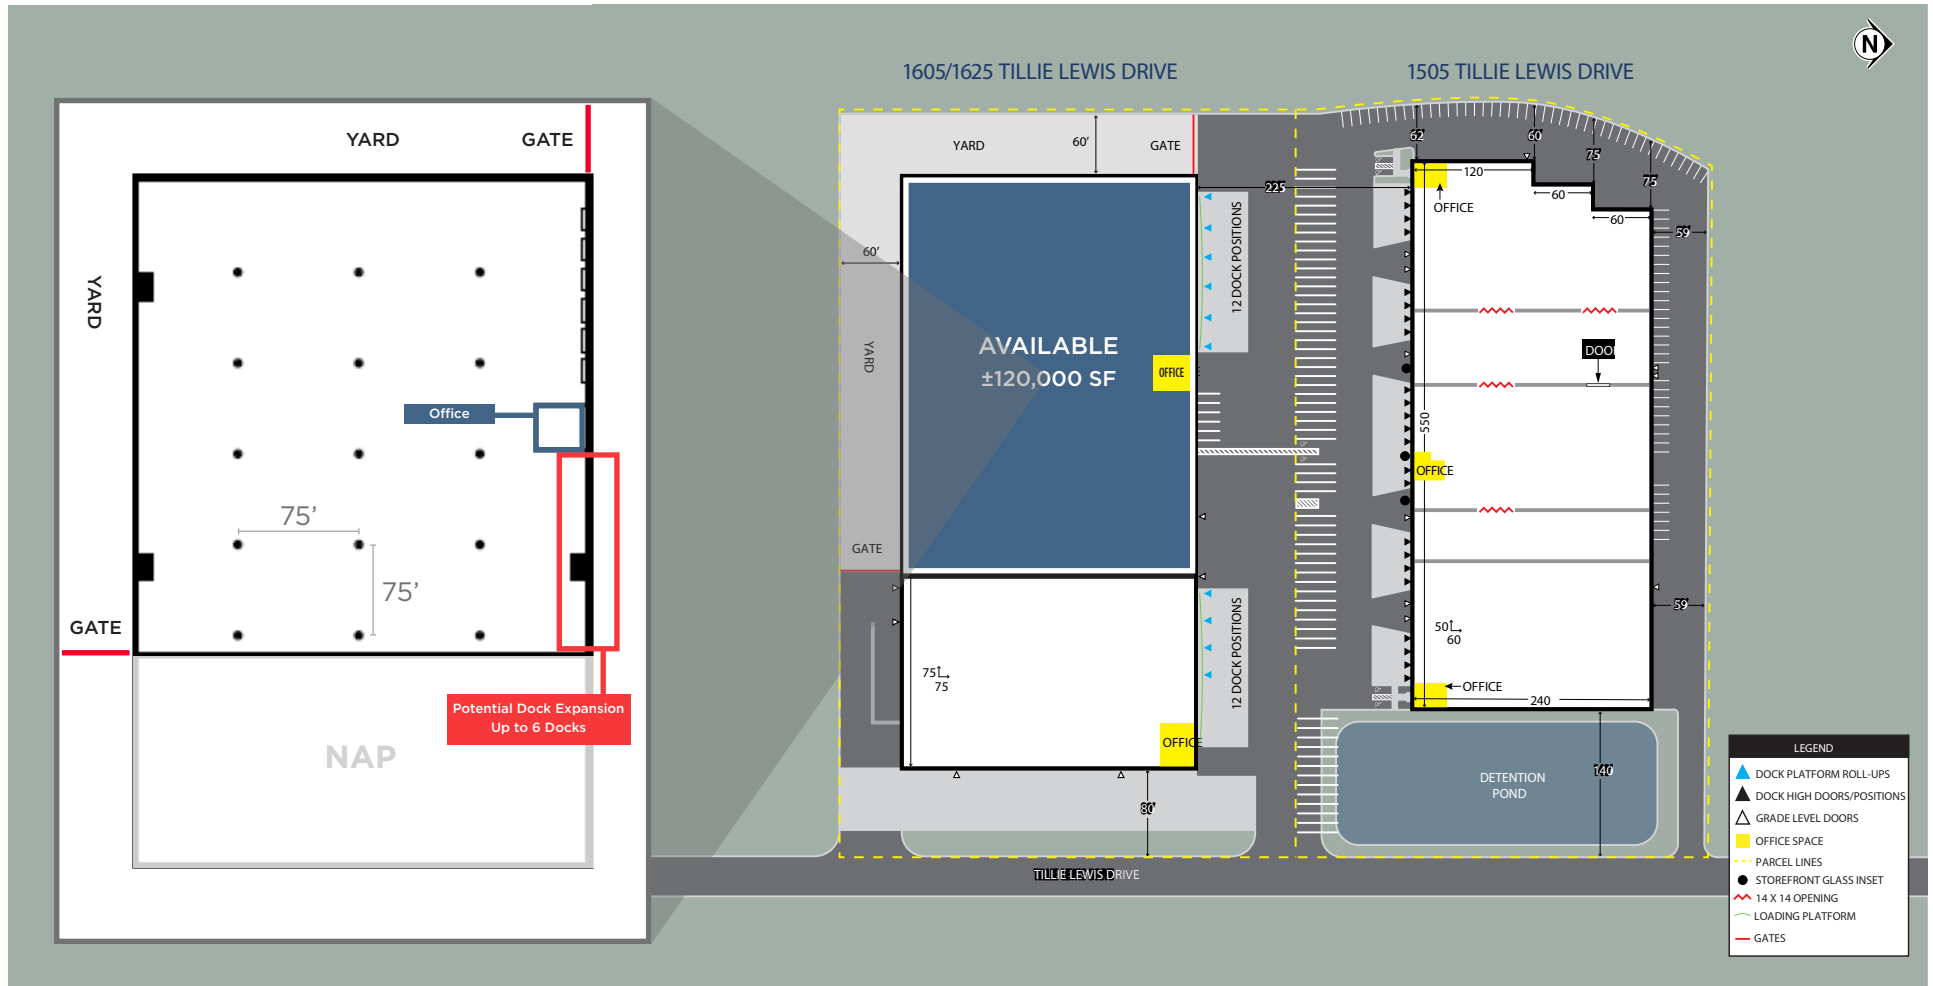 N
1605/1625 TILLIE LEWIS DRIVE
1505 TILLIE LEWIS DRIVE
YARD
GATE
YARD
Office
75'
75'
GATE
Potential Dock Expansion
Up to 6 Docks
NAP
YARD
60'
GATE
60'
YARD
GATE
AVAILABLE
±120,000 SF
OFFICE
12 DOCK POSITIONS
225'
75
75
OFFICE
12 DOCK POSITIONS
80'
TILLIE LEWIS DRIVE
62'
60'
75
75
120
60
60
OFFICE
59'
DOOR
550
OFFICE
50
60
59'
OFFICE
240
DETENTION
POND
140
LEGEND
DOCK PLATFORM ROLL-UPS
DOCK HIGH DOORS/POSITIONS
GRADE LEVEL DOORS
OFFICE SPACE
PARCEL LINES
STOREFRONT GLASS INSET
14 X 14 OPENING
LOADING PLATFORM
GATES